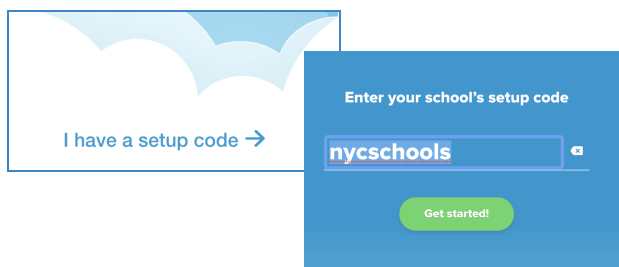 I have a setup code →
Enter your school's setup code
nycschools
Get started!